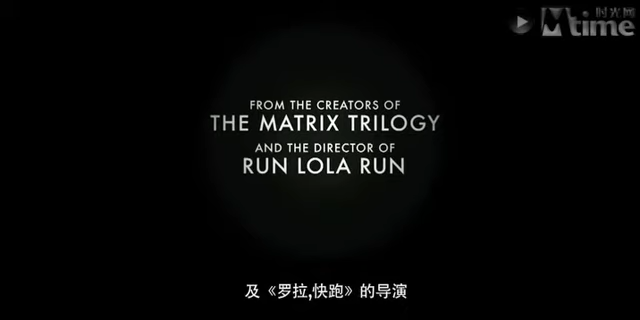 时光网
Mtime
FROM THE CREATORS OF
THE MATRIX TRILOGY
AND THE DIRECTOR OF
RUN LOLA RUN
及《罗拉,快跑》的导演